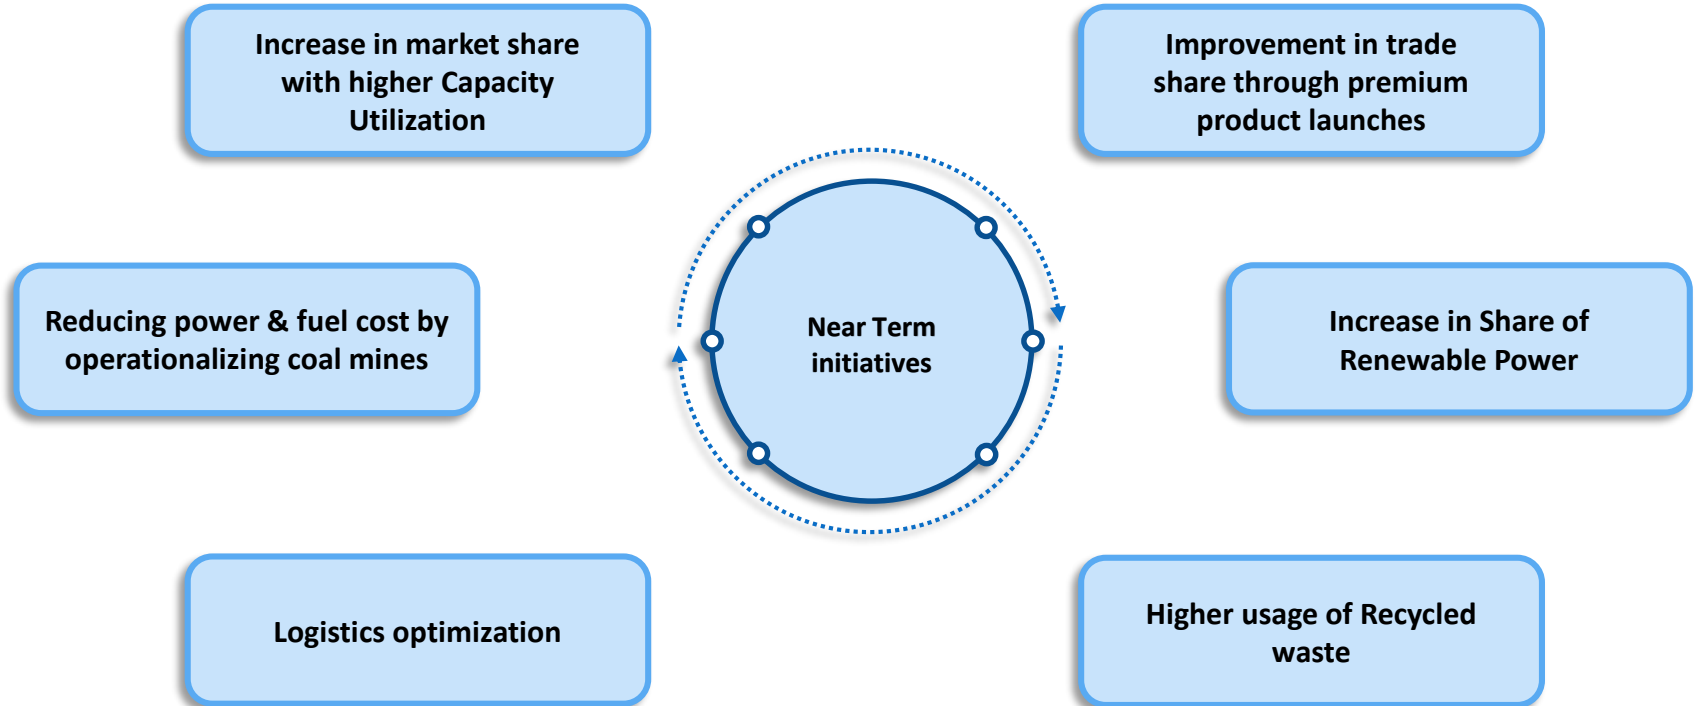 Increase in market share
with higher Capacity
Utilization
Improvement in trade
share through premium
product launches
Reducing power & fuel cost by
operationalizing coal mines
Near Term
initiatives
Increase in Share of
Renewable Power
Logistics optimization
Higher usage of Recycled
waste